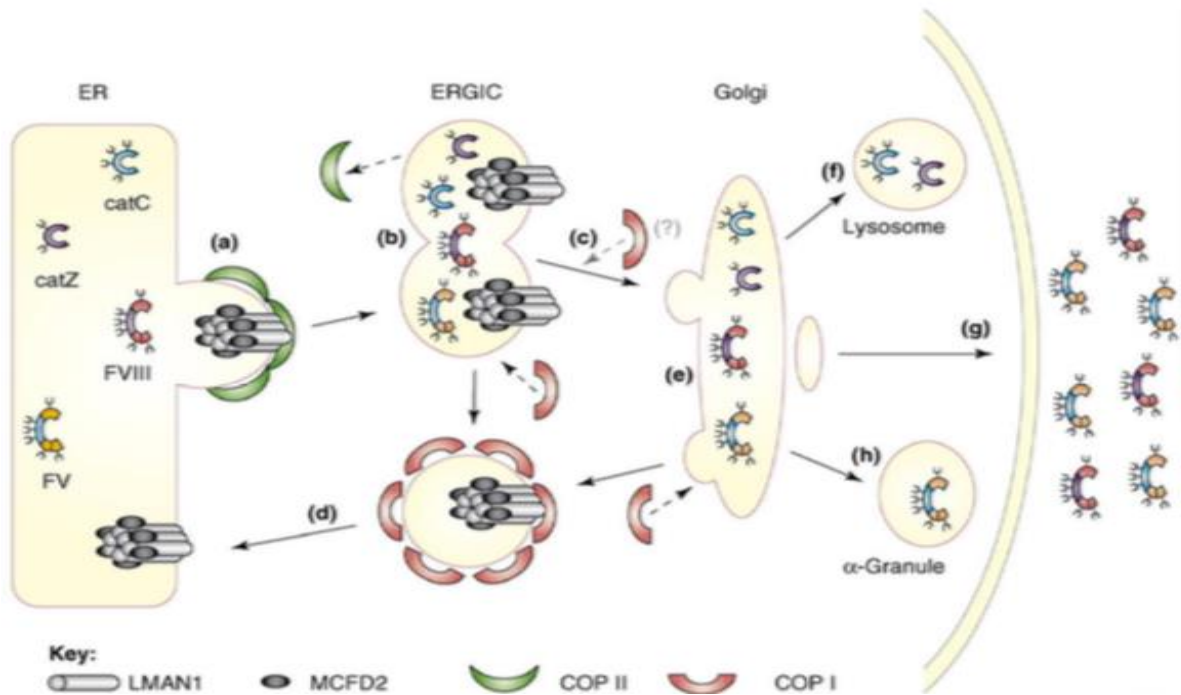 ER
ERGIC
Golgi
catC
(a)
(b)
(c)
(?)
(f)
Lysosome
catZ
FVIII
(g)
(e)
FV
(h)
(d)
α-Granule
Key:
LMAN1
MCFD2
COP II
COP I